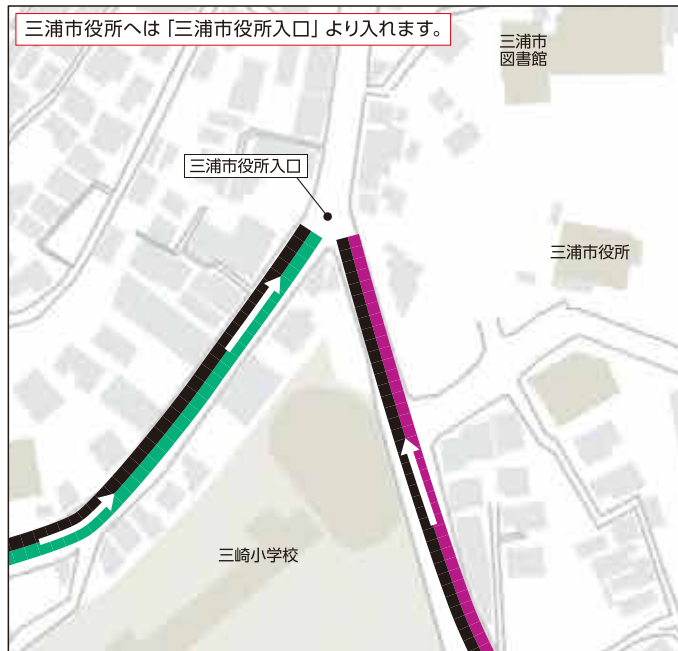 三浦市役所へは「三浦市役所入口」より入れます。
三浦市
図書館
三浦市役所入口
三浦市役所
三崎小学校